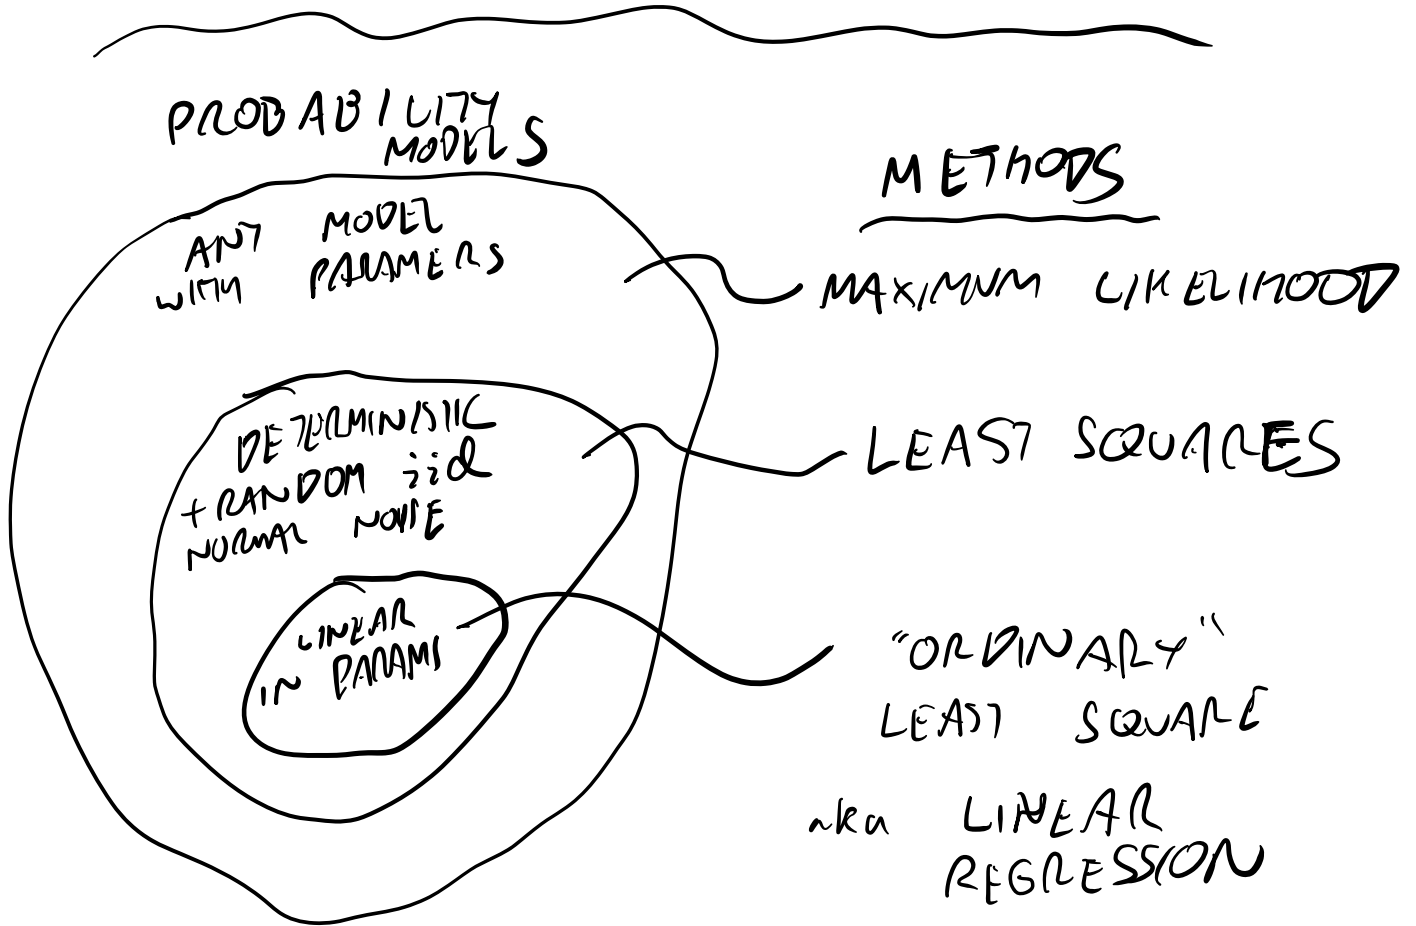 PROBABILITY
MODELS
METHODS
ANY MODEL
WITH PARAMERS
MAXIMUM LIKELIHOOD
DETERMINISTIC
+ RANDOM iid
NORMAL NOISE
LEAST SQUARES
LINEAR
IN PARAMS
"ORDINARY"
LEAST SQUARE
aka LINEAR
REGRESSION